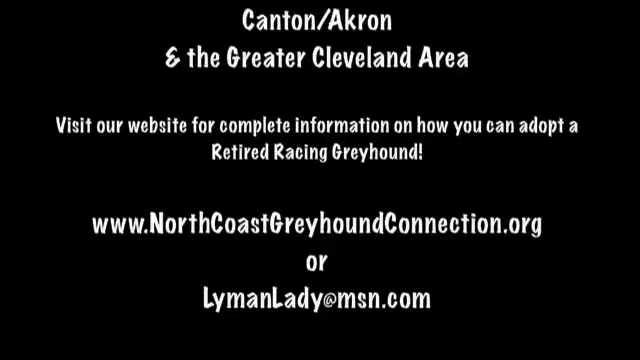 Canton/Akron
& the Greater Cleveland Area
Visit our website for complete information on how you can adopt a
Retired Racing Greyhound!
www.NorthCoastGreyhoundConnection.org
or
LymanLady@msn.com